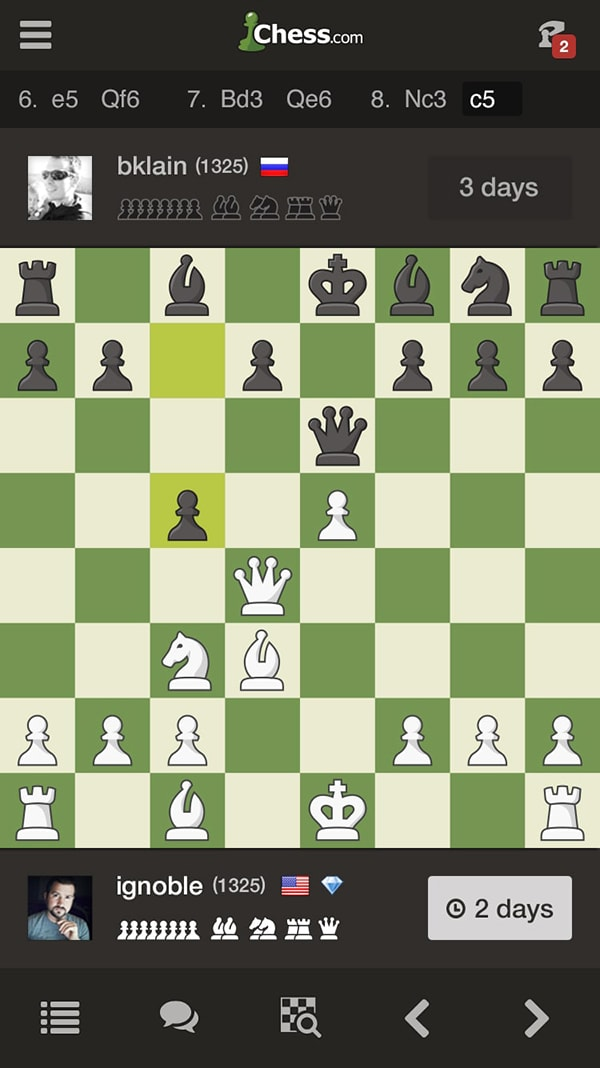 Chess.com
2
6. e5 Qf6 7. Bd3 Qe6 8. Nc3 c5
bklain (1325)
3 days
ignoble (1325)
2 days